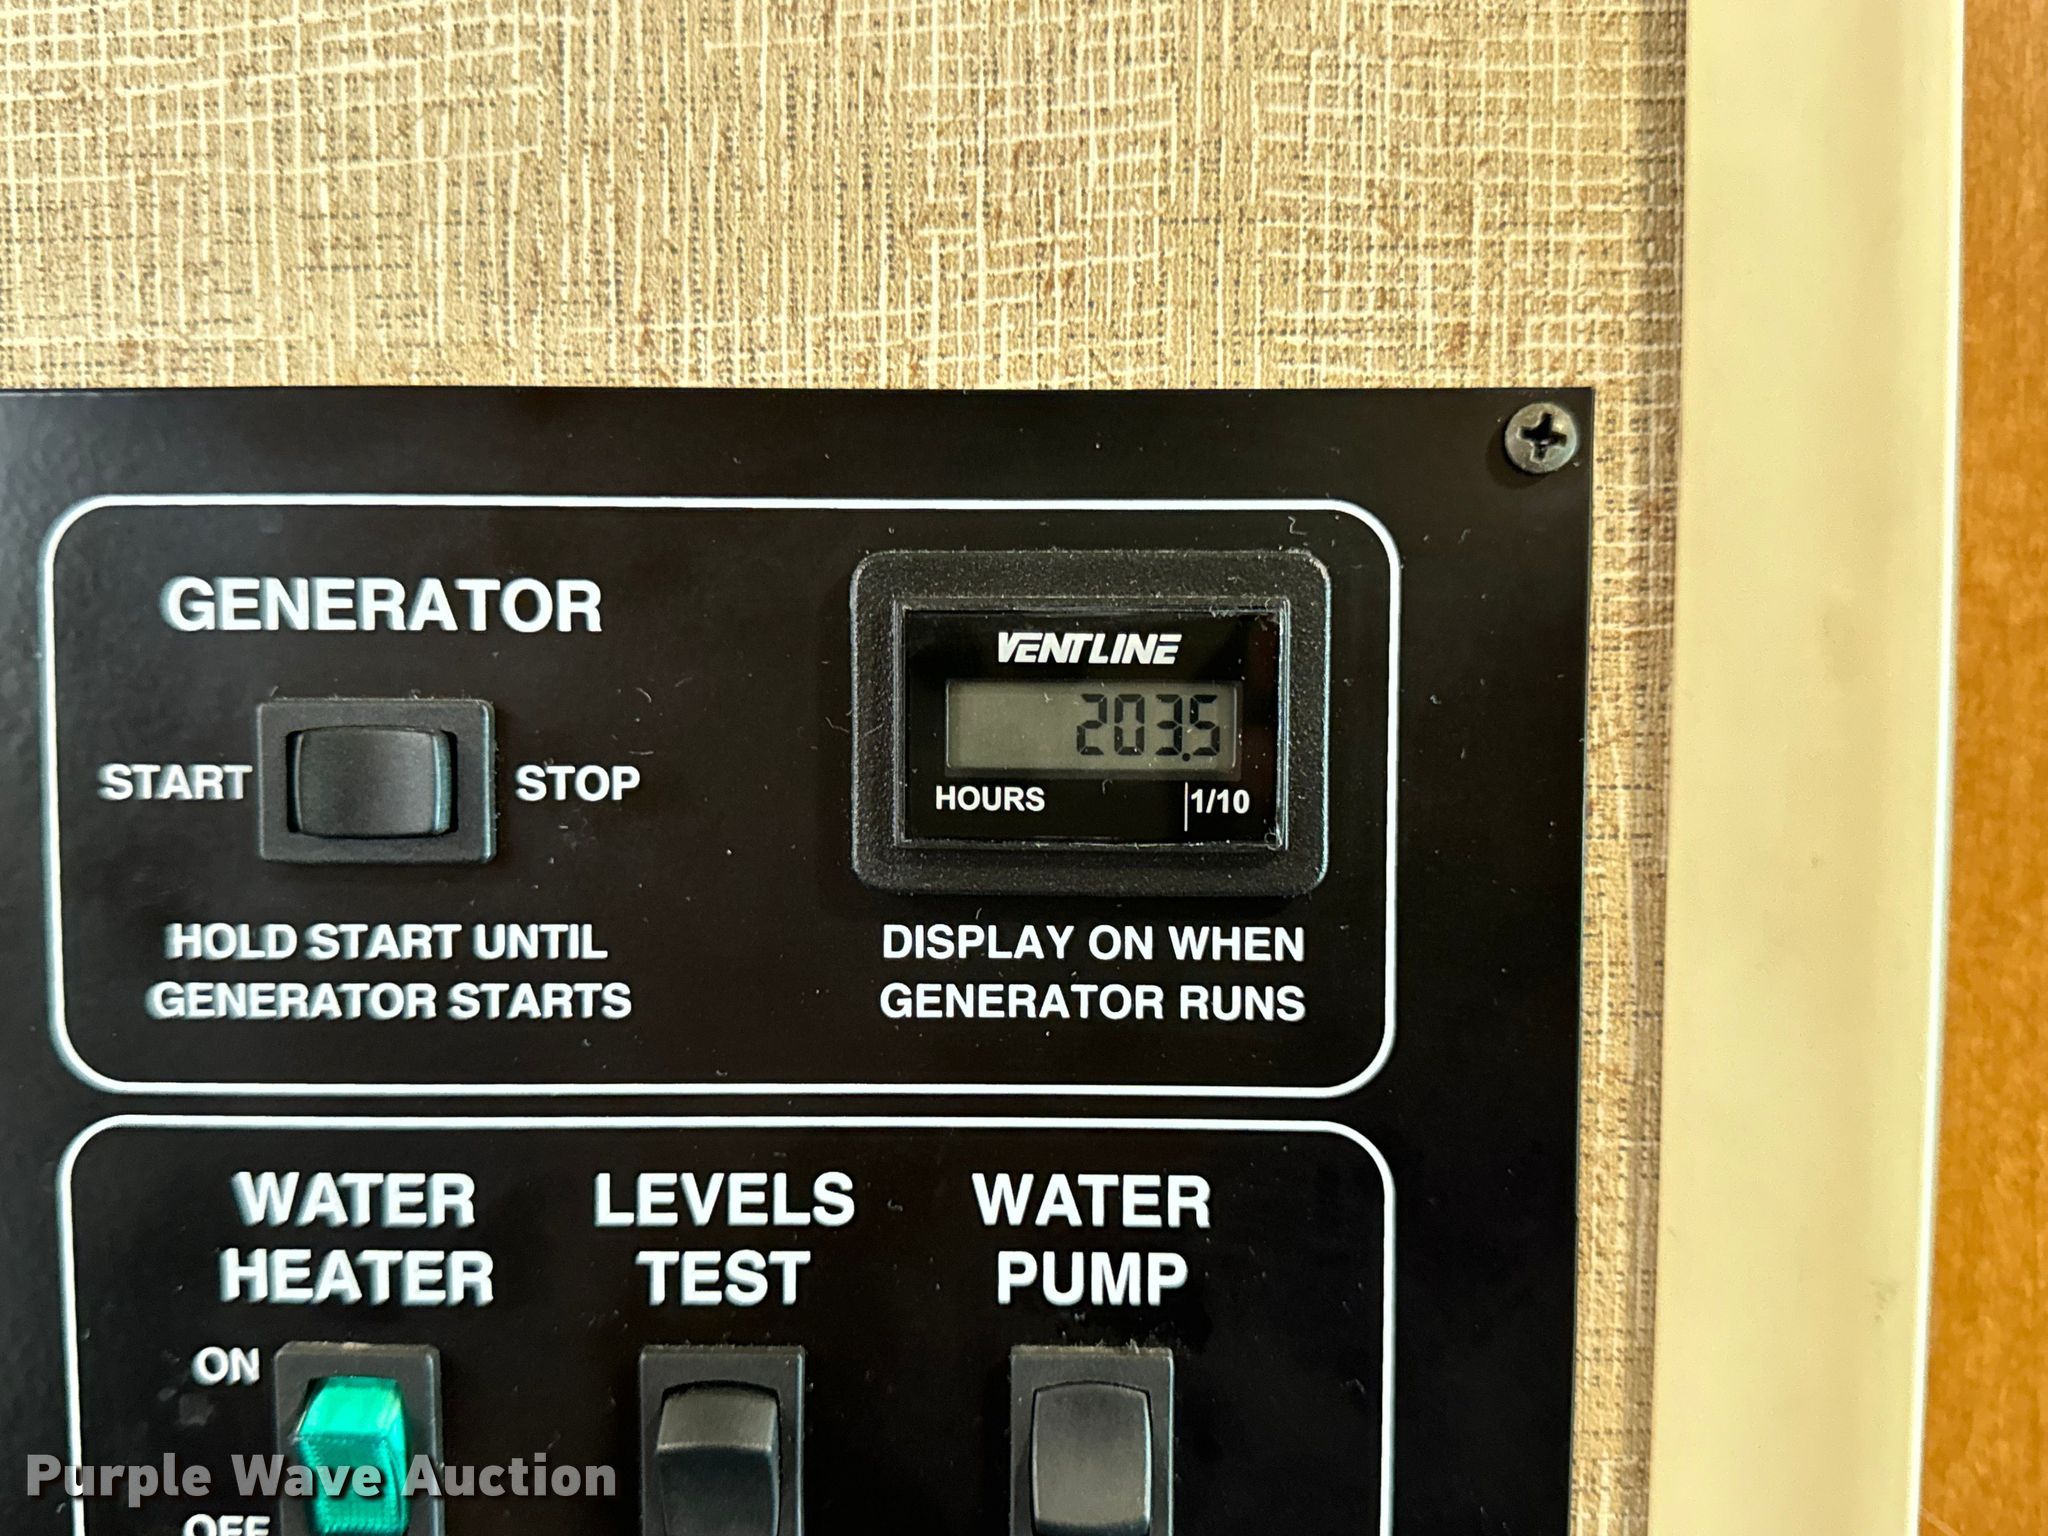 GENERATOR
VENTLINE
203.5
START
STOP
HOURS
1/10
HOLD START UNTIL
GENERATOR STARTS
DISPLAY ON WHEN
GENERATOR RUNS
WATER
HEATER
LEVELS
TEST
WATER
PUMP
ON
OFF
Purple Wave Auction